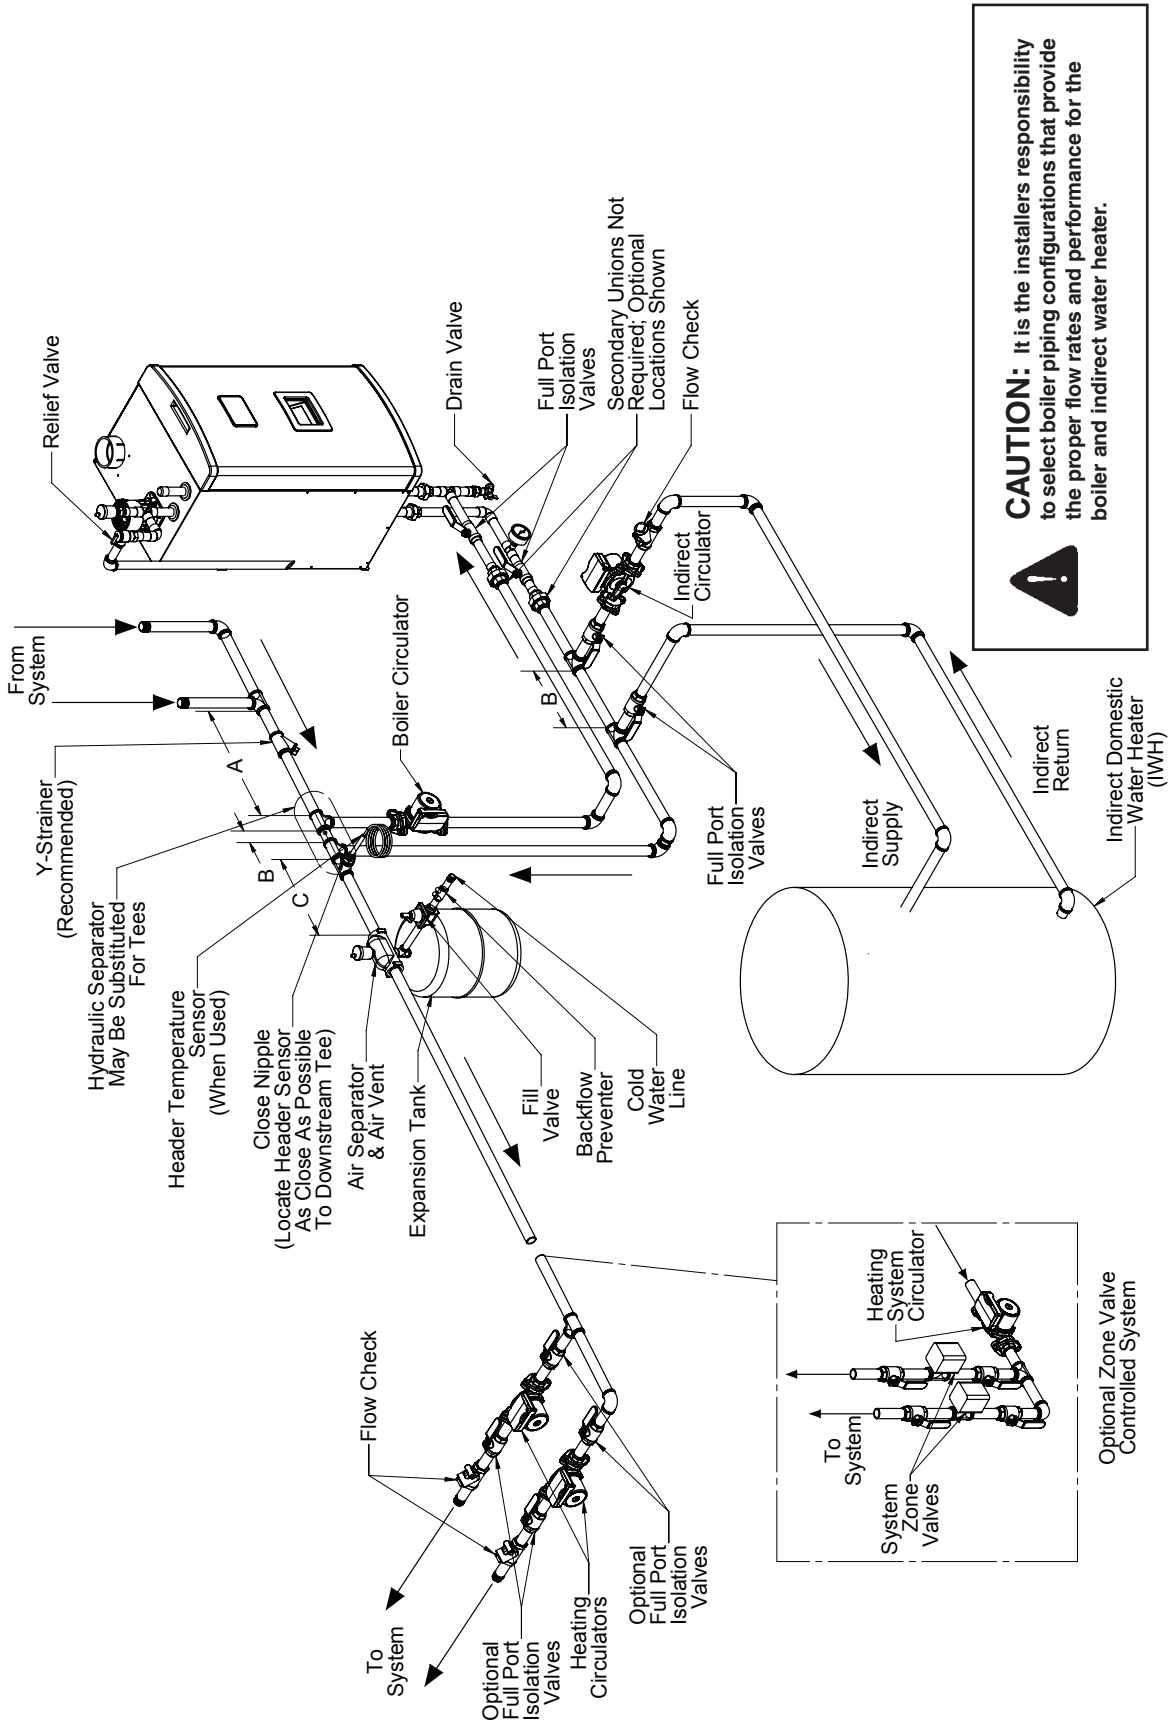 Relief Valve
From
System
Y-Strainer
(Recommended)
Hydraulic Separator
May Be Substituted
For Tees
Header Temperature
Sensor
(When Used)
Close Nipple
(Locate Header Sensor
As Close As Possible
To Downstream Tee)
Air Separator
& Air Vent
Expansion Tank
A
B
C
Boiler Circulator
Drain Valve
Full Port
Isolation
Valves
Secondary Unions Not
Required; Optional
Locations Shown
Flow Check
B
Indirect
Circulator
Full Port
Isolation
Valves
Fill
Valve
Backflow
Preventer
Cold
Water
Line
Indirect
Supply
Indirect
Return
Indirect Domestic
Water Heater
(IWH)
Flow Check
To
System
Optional
Full Port
Isolation
Valves
Heating
Circulators
Optional
Full Port
Isolation
Valves
To
System
System
Zone
Valves
Heating
System
Circulator
Optional Zone Valve
Controlled System
CAUTION: It is the installers responsibility
to select boiler piping configurations that provide
the proper flow rates and performance for the
boiler and indirect water heater.